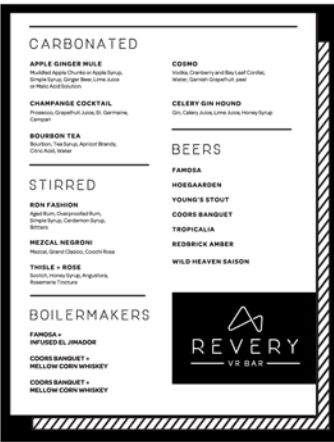 CARBONATED
APPLE GINGER MULE
Muddled Apple Chunks or Apple Syrup,
Simple Syrup, Ginger Beer, Lime Juice
or Malic Acid Solution
CHAMPANGE COCKTAIL
Prosecco, Grapefruit Juice, St. Germaine,
Campari
BOURBON TEA
Bourbon, Tea Syrup, Apricot Brandy,
Citric Acid, Water
STIRRED
RON FASHION
Aged Rum, Overproofed Rum,
Simple Syrup, Cardamon Syrup,
Bitters
MEZCAL NEGRONI
Mezcal, Grand Classico, Cocchi Rosa
THISLE + ROSE
Scotch, Honey Syrup, Angustora,
Rosemarie Tincture
BOILERMAKERS
FAMOSA +
INFUSED EL JIMADOR
COORS BANQUET +
MELLOW CORN WHISKEY
COORS BANQUET +
MELLOW CORN WHISKEY
COSMO
Vodka, Cranberry and Bay Leaf Cordial,
Water, Garnish Grapefruit peel
CELERY GIN HOUND
Gin, Celery Juice, Lime Juice, Honey Syrup
BEERS
FAMOSA
HOEGAARDEN
YOUNG'S STOUT
COORS BANQUET
TROPICALIA
REDBRICK AMBER
WILD HEAVEN SAISON
REVERY
VR BAR